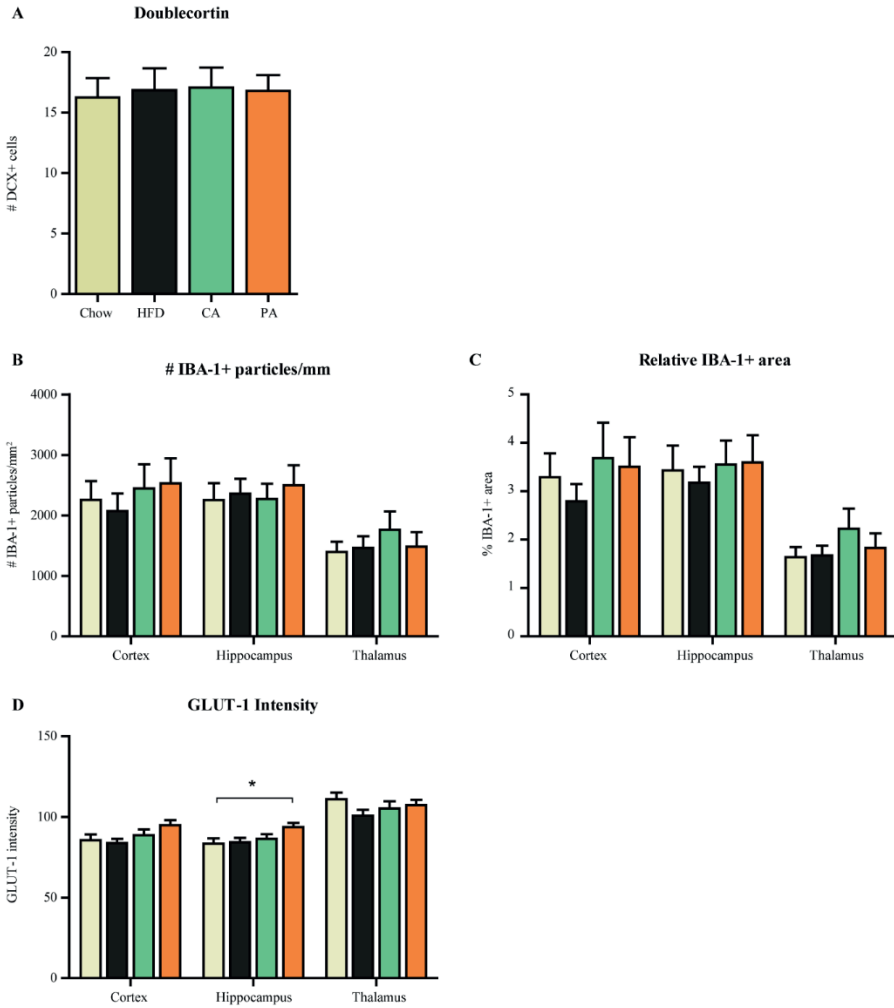 A Doublecortin
# DCX+ cells
20
15
10
5
0
Chow HFD CA PA
B # IBA-1+ particles/mm
# IBA-1+ particles/mm²
4000
3000
2000
1000
0
Cortex Hippocampus Thalamus
C Relative IBA-1+ area
% IBA-1+ area
5
4
3
2
1
0
Cortex Hippocampus Thalamus
D GLUT-1 Intensity
GLUT-1 intensity
150
100
50
0
*
Cortex Hippocampus Thalamus